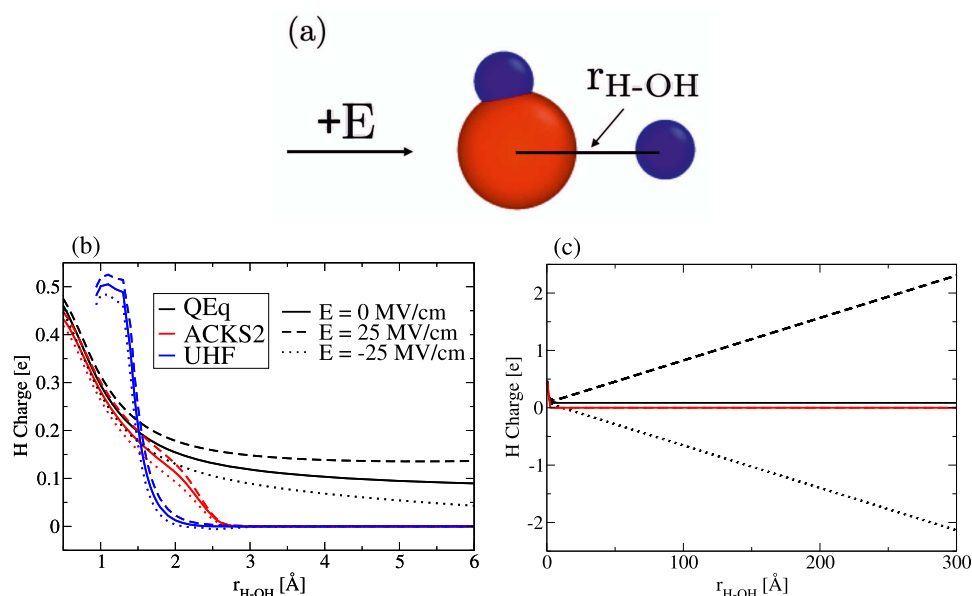 (a)
+E
rH-OH
(b)
QEq
ACKS2
UHF
E = 0 MV/cm
E = 25 MV/cm
E = -25 MV/cm
H Charge [e]
0.5
0.4
0.3
0.2
0.1
0
1
2
3
4
5
6
rH-OH [Å]
(c)
H Charge [e]
2
1
0
-1
-2
0
100
200
300
rH-OH [Å]